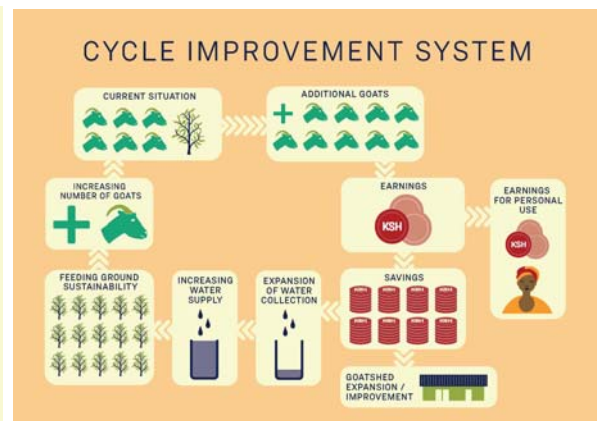 CYCLE IMPROVEMENT SYSTEM
CURRENT SITUATION
ADDITIONAL GOATS
INCREASING
NUMBER OF GOATS
EARNINGS
KSH
EARNINGS
FOR PERSONAL
USE
KSH
FEEDING GROUND
SUSTAINABILITY
INCREASING
WATER
SUPPLY
EXPANSION
OF WATER
COLLECTION
SAVINGS
GOATSHED
EXPANSION /
IMPROVEMENT